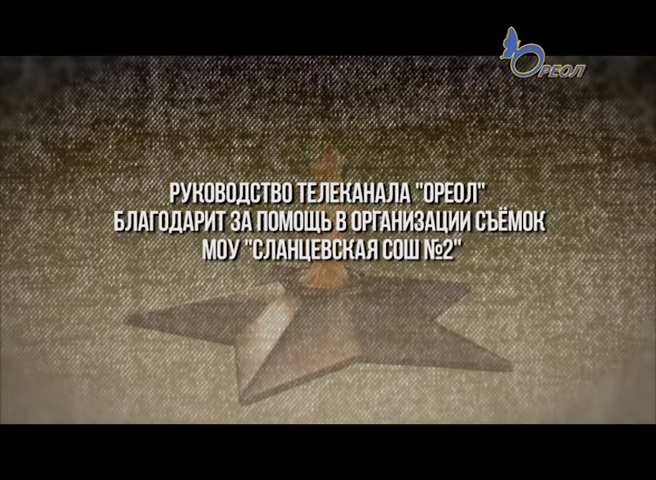 Ореол
РУКОВОДСТВО ТЕЛЕКАНАЛА "ОРЕОЛ"
БЛАГОДАРИТ ЗА ПОМОЩЬ В ОРГАНИЗАЦИИ СЪЁМОК
МОУ "СЛАНЦЕВСКАЯ СОШ №2"